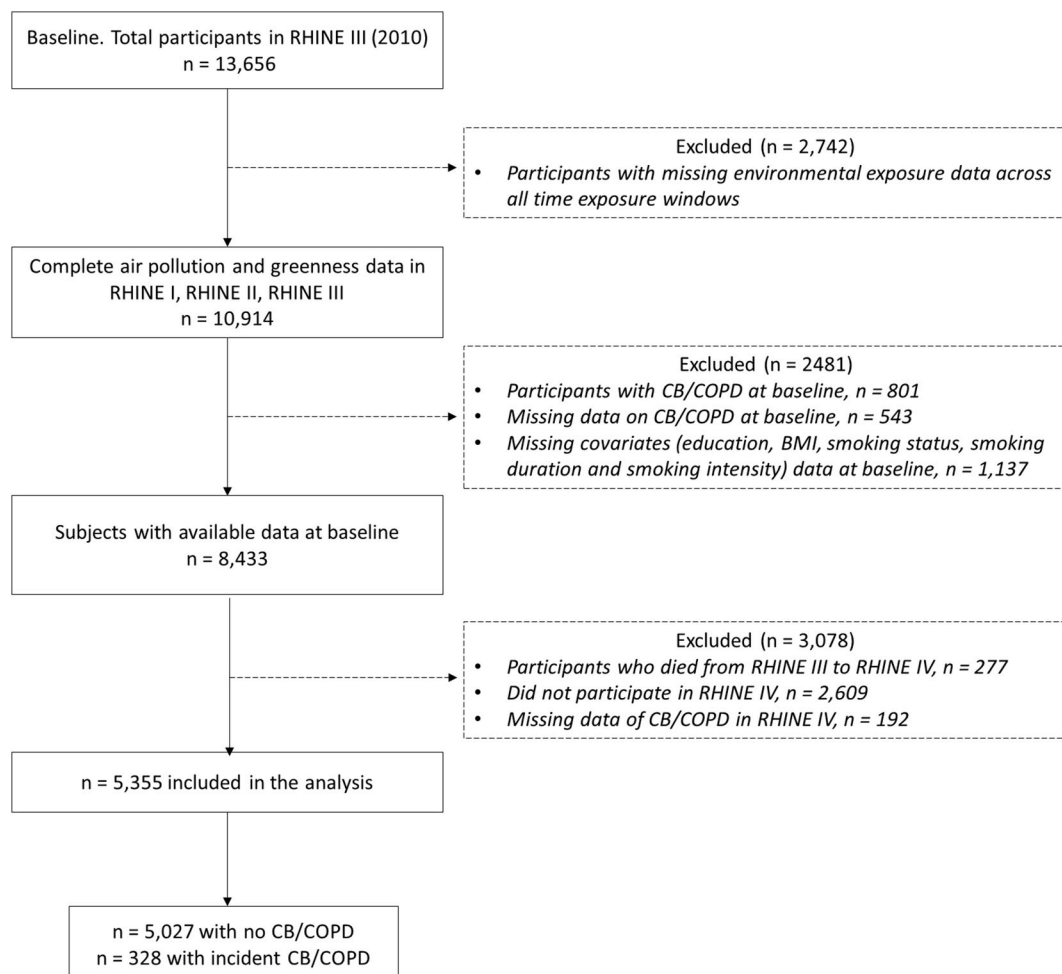 Baseline. Total participants in RHINE III (2010)
n = 13,656
Excluded (n = 2,742)
• Participants with missing environmental exposure data across
all time exposure windows
Complete air pollution and greenness data in
RHINE I, RHINE II, RHINE III
n = 10,914
Excluded (n = 2481)
• Participants with CB/COPD at baseline, n = 801
• Missing data on CB/COPD at baseline, n = 543
• Missing covariates (education, BMI, smoking status, smoking
duration and smoking intensity) data at baseline, n = 1,137
Subjects with available data at baseline
n = 8,433
Excluded (n = 3,078)
• Participants who died from RHINE III to RHINE IV, n = 277
• Did not participate in RHINE IV, n = 2,609
• Missing data of CB/COPD in RHINE IV, n = 192
n = 5,355 included in the analysis
n = 5,027 with no CB/COPD
n = 328 with incident CB/COPD